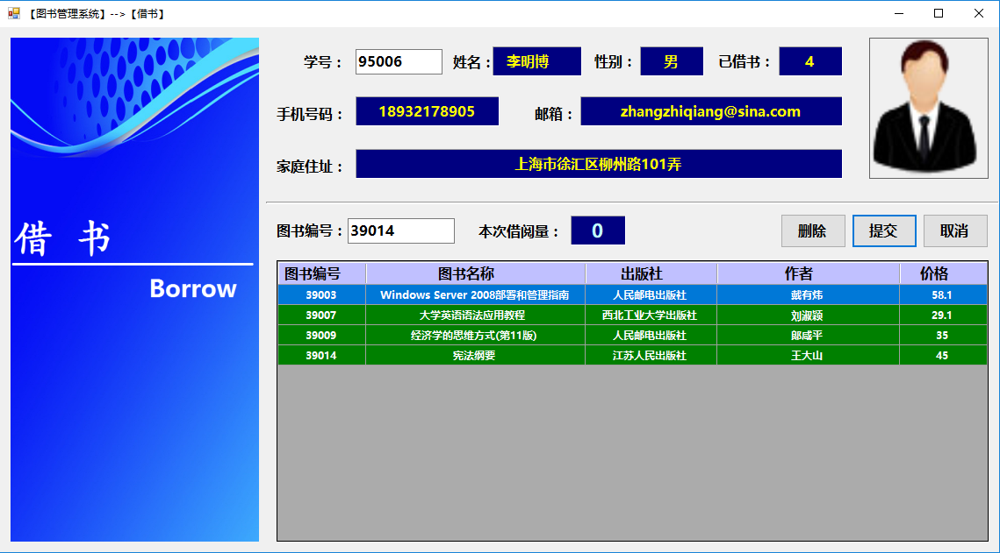 【图书管理系统】-->【借书】
借 书
Borrow
学号： 95006 姓名： 李明博 性别： 男 已借书： 4
手机号码： 18932178905 邮箱： zhangzhiqiang@sina.com
家庭住址： 上海市徐汇区柳州路101弄
图书编号： 39014 本次借阅量： 0 删除 提交 取消
图书编号 图书名称 出版社 作者 价格
39003 Windows Server 2008部署和管理指南 人民邮电出版社 戴有炜 58.1
39007 大学英语语法应用教程 西北工业大学出版社 刘淑颖 29.1
39009 经济学的思维方式(第11版) 人民邮电出版社 郎咸平 35
39014 宪法纲要 江苏人民出版社 王大山 45